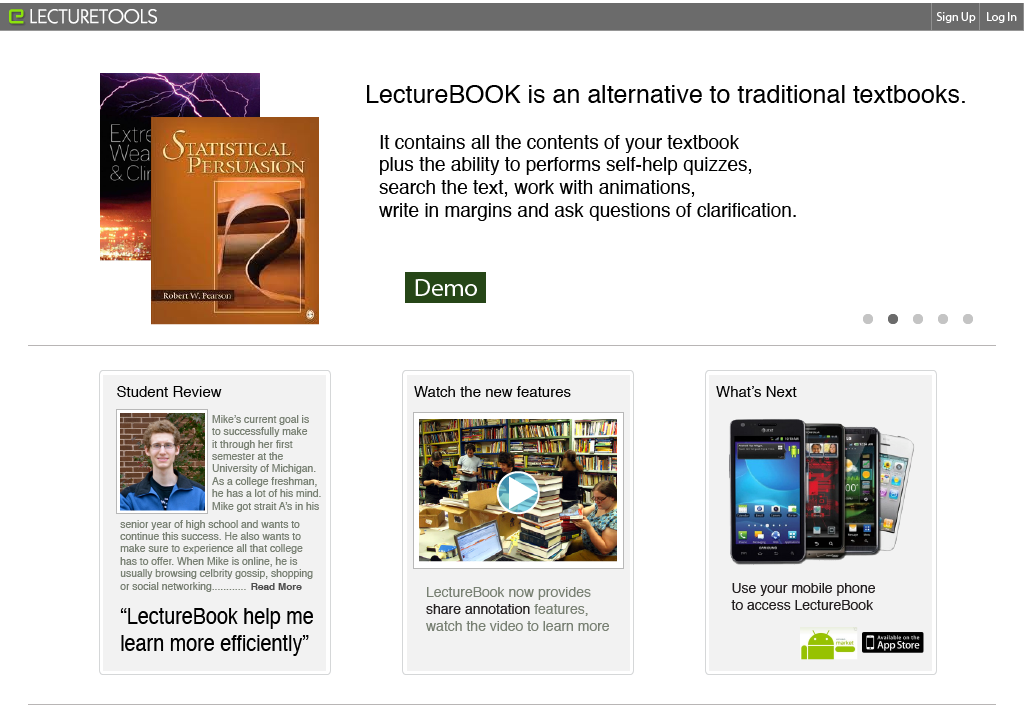 LECTURETOOLS
Sign Up
Log In
LectureBOOK is an alternative to traditional textbooks.
It contains all the contents of your textbook
plus the ability to performs self-help quizzes,
search the text, work with animations,
write in margins and ask questions of clarification.
Extre
Wea
& Cli
STATISTICAL
PERSUASION
Robert W. Pearson
Demo
Student Review
Mike's current goal is
to successfully make
it through her first
semester at the
University of Michigan.
As a college freshman,
he has a lot of his mind.
Mike got strait A's in his
senior year of high school and wants to
continue this success. He also wants to
make sure to experience all that college
has to offer. When Mike is online, he is
usually browsing celbrity gossip, shopping
or social networking............ Read More
“LectureBook help me
learn more efficiently”
Watch the new features
LectureBook now provides
share annotation features,
watch the video to learn more
What's Next
SAMSUNG
Use your mobile phone
to access LectureBook
market
Available on the
App Store